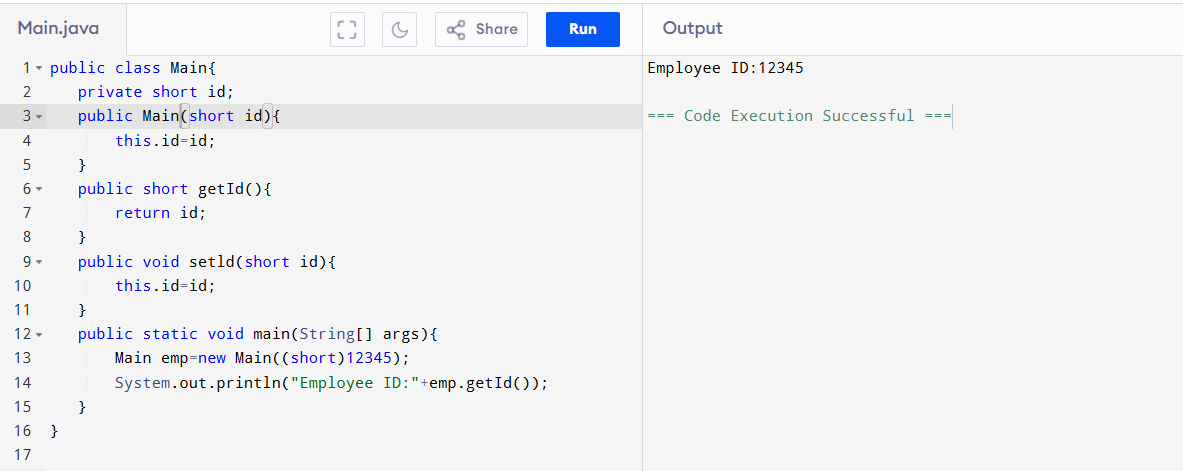 Main.java
Share
Run
Output
1 public class Main{
2 private short id;
3 public Main(short id){
4 this.id=id;
5 }
6 public short getId(){
7 return id;
8 }
9 public void setld(short id){
10 this.id=id;
11 }
12 public static void main(String[] args){
13 Main emp=new Main((short)12345);
14 System.out.println("Employee ID:"+emp.getId());
15 }
16 }
17
Employee ID:12345
=== Code Execution Successful ===